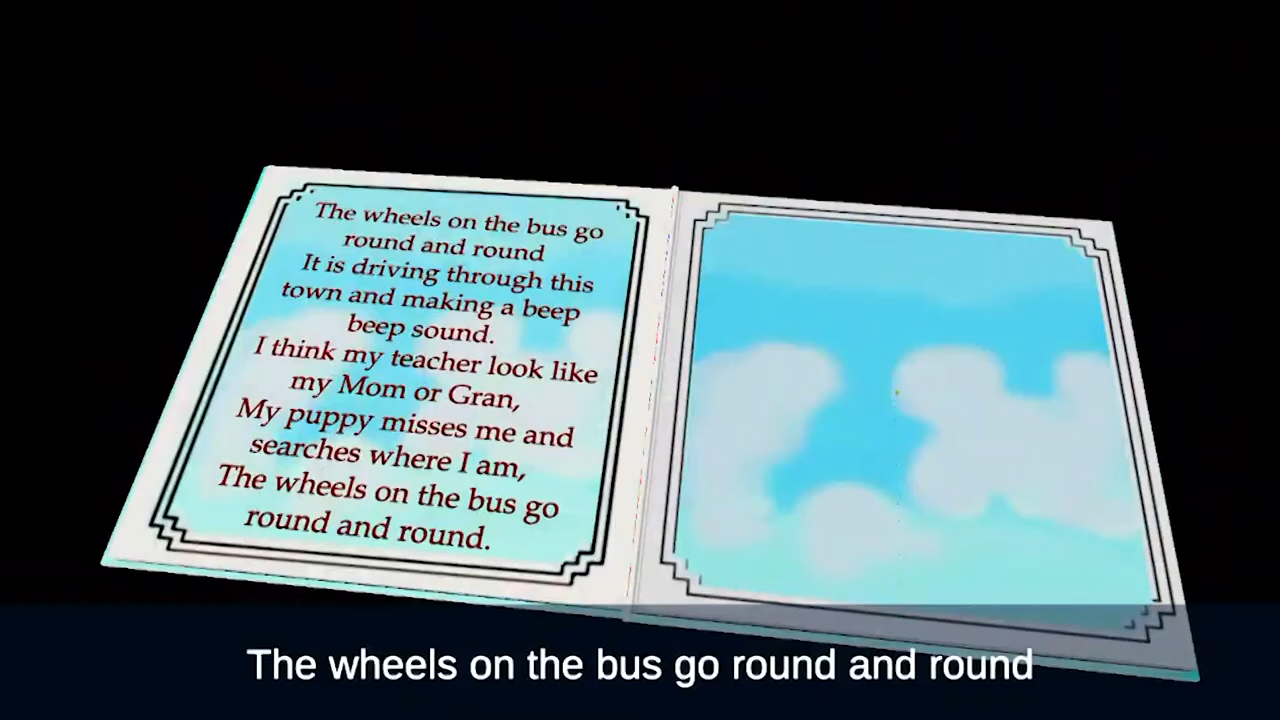 The wheels on the bus go
round and round
It is driving through this
town and making a beep
beep sound.
I think my teacher look like
my Mom or Gran,
My puppy misses me and
searches where I am,
The wheels on the bus go
round and round.
The wheels on the bus go round and round